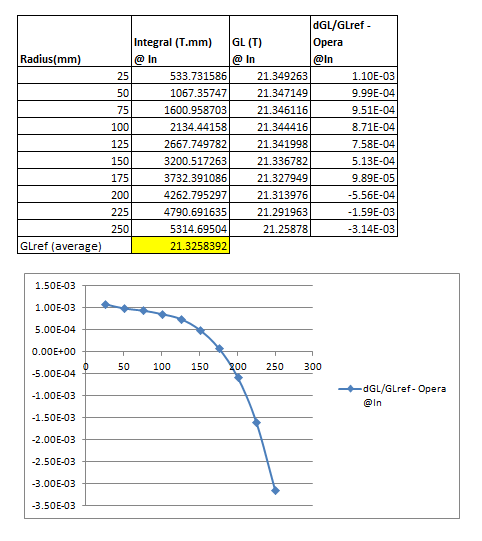 dGL/GLref -
Integral (T.mm) GL (T) Opera
Radius(mm) @ In @ In @In
25 533.731586 21.349263 1.10E-03
50 1067.35747 21.347149 9.99E-04
75 1600.958703 21.346116 9.51E-04
100 2134.44158 21.344416 8.71E-04
125 2667.749782 21.341998 7.58E-04
150 3200.517263 21.336782 5.13E-04
175 3732.391086 21.327949 9.89E-05
200 4262.795297 21.313976 -5.56E-04
225 4790.691635 21.291963 -1.59E-03
250 5314.69504 21.25878 -3.14E-03
GLref (average) 21.3258392
1.50E-03
1.00E-03
5.00E-04
0.00E+00
0 50 100 150 200 250 300
-5.00E-04
-1.00E-03
-1.50E-03
-2.00E-03
-2.50E-03
-3.00E-03
-3.50E-03
dGL/GLref - Opera
@In